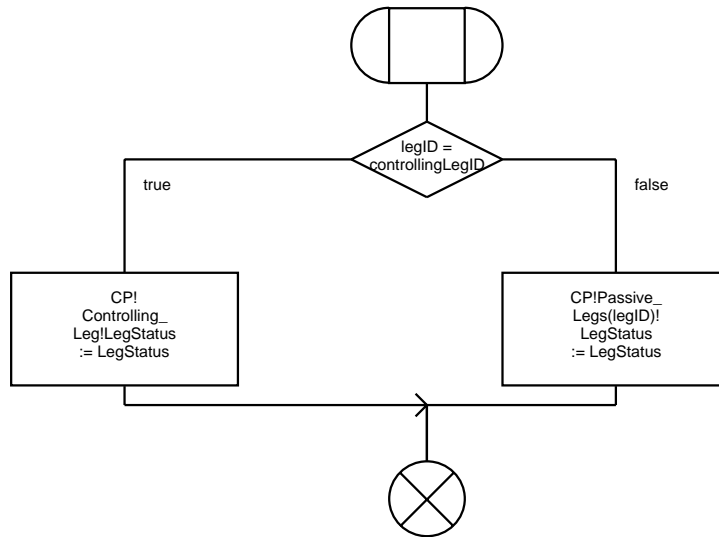 legID =
controllingLegID
true
false
CP!
Controlling_
Leg!LegStatus
:= LegStatus
CP!Passive_
Legs(legID)!
LegStatus
:= LegStatus